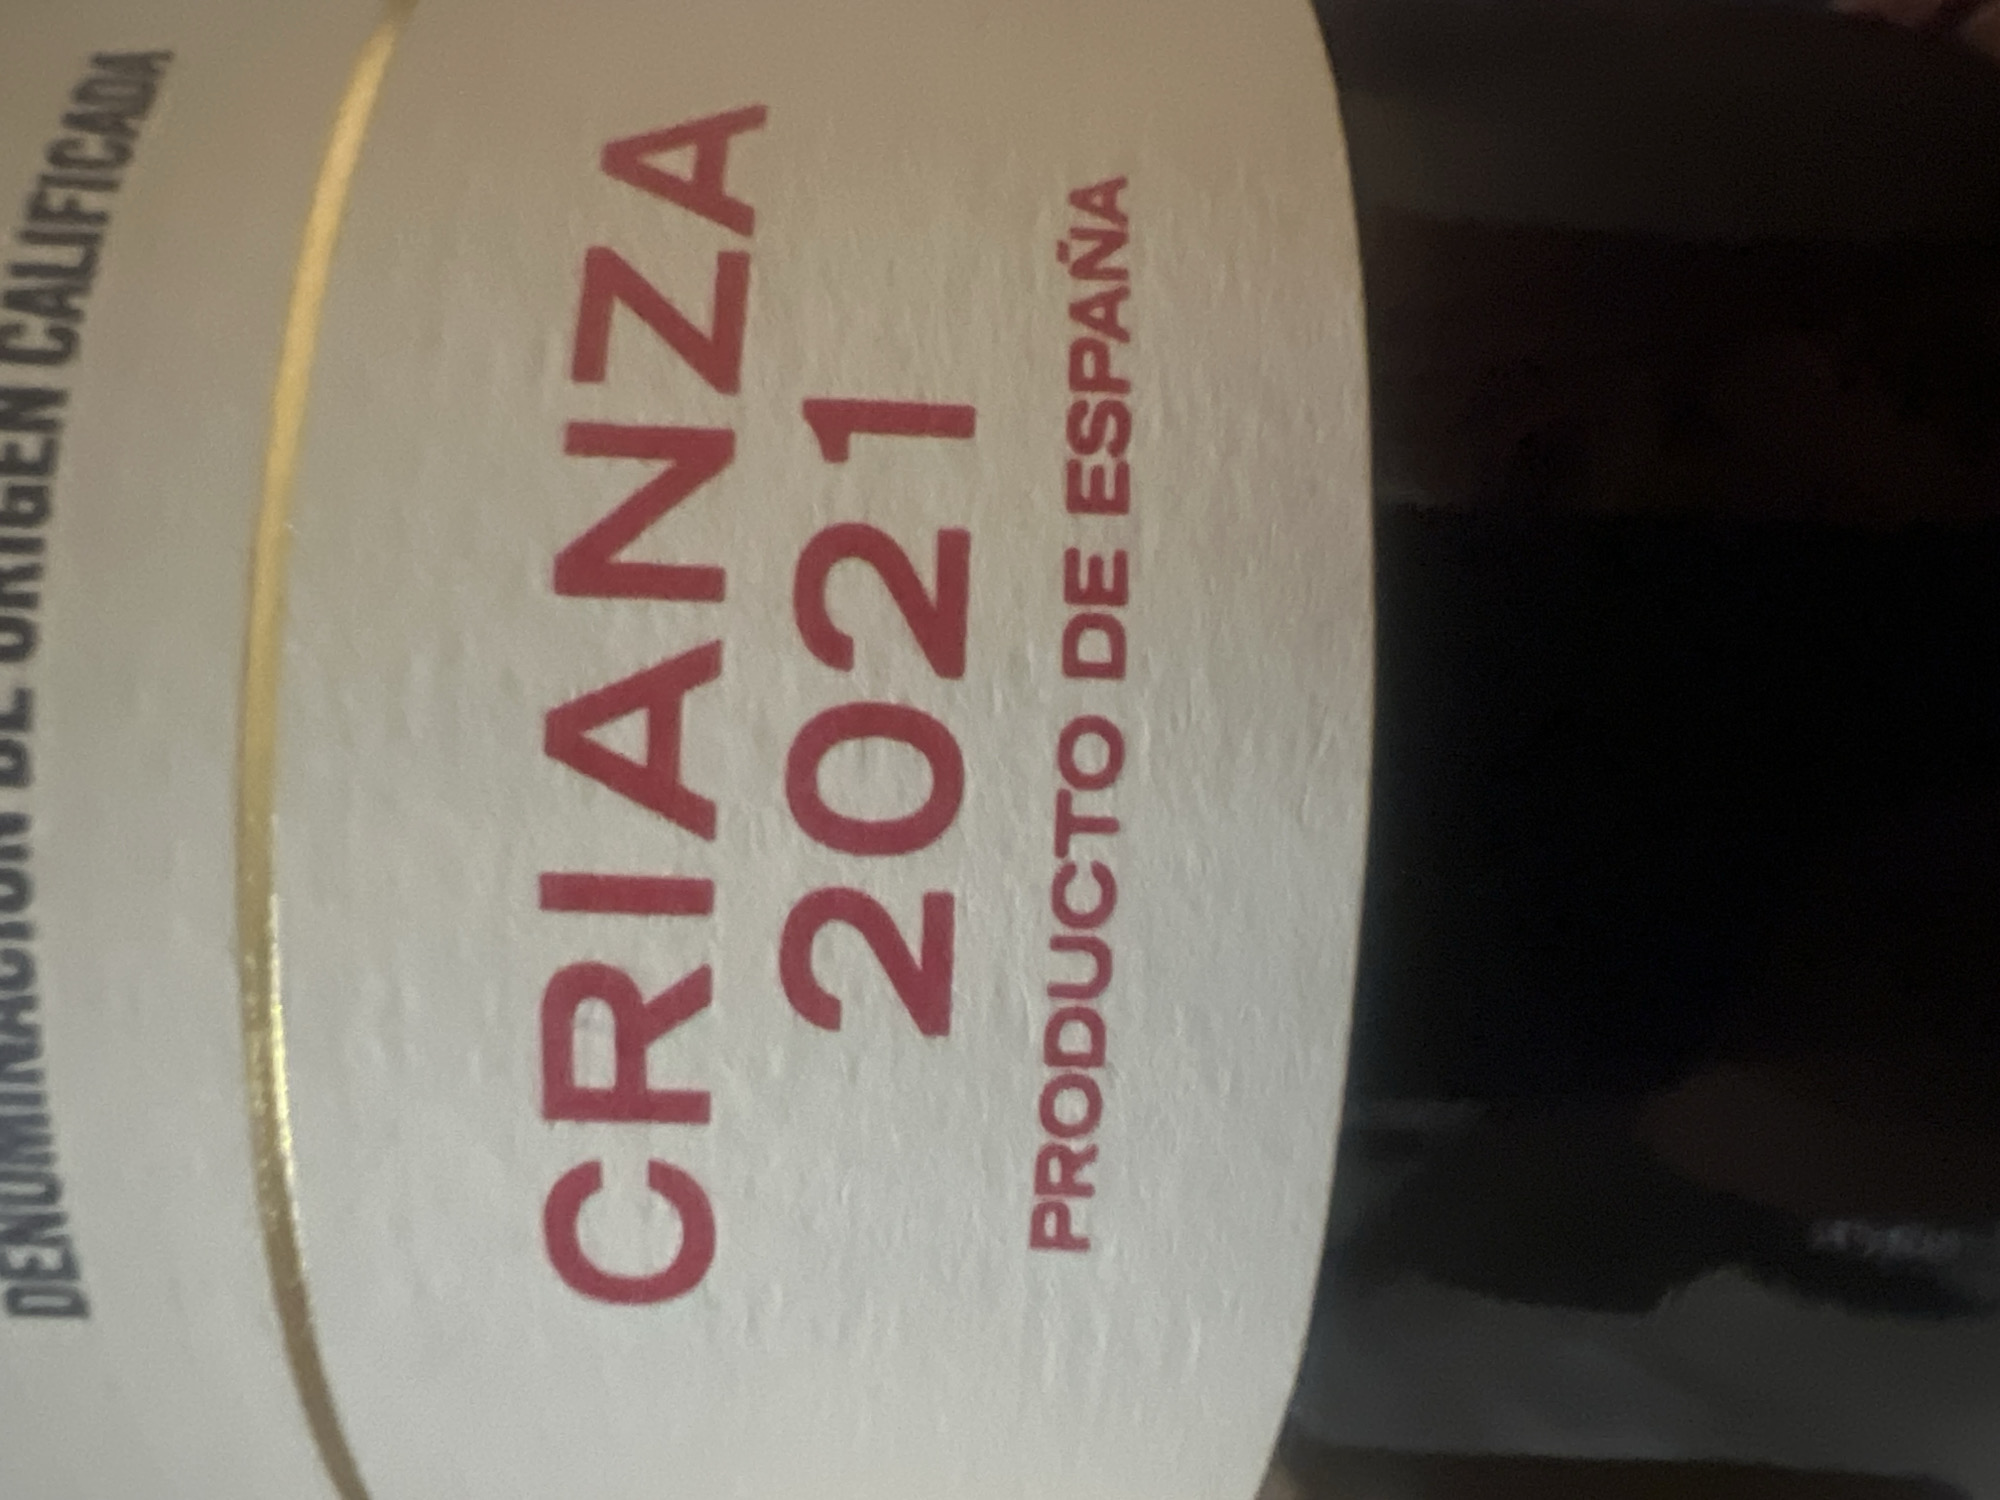 DENOMINACIÓN DE ORIGEN CALIFICADA
CRIANZA
2021
PRODUCTO DE ESPAÑA